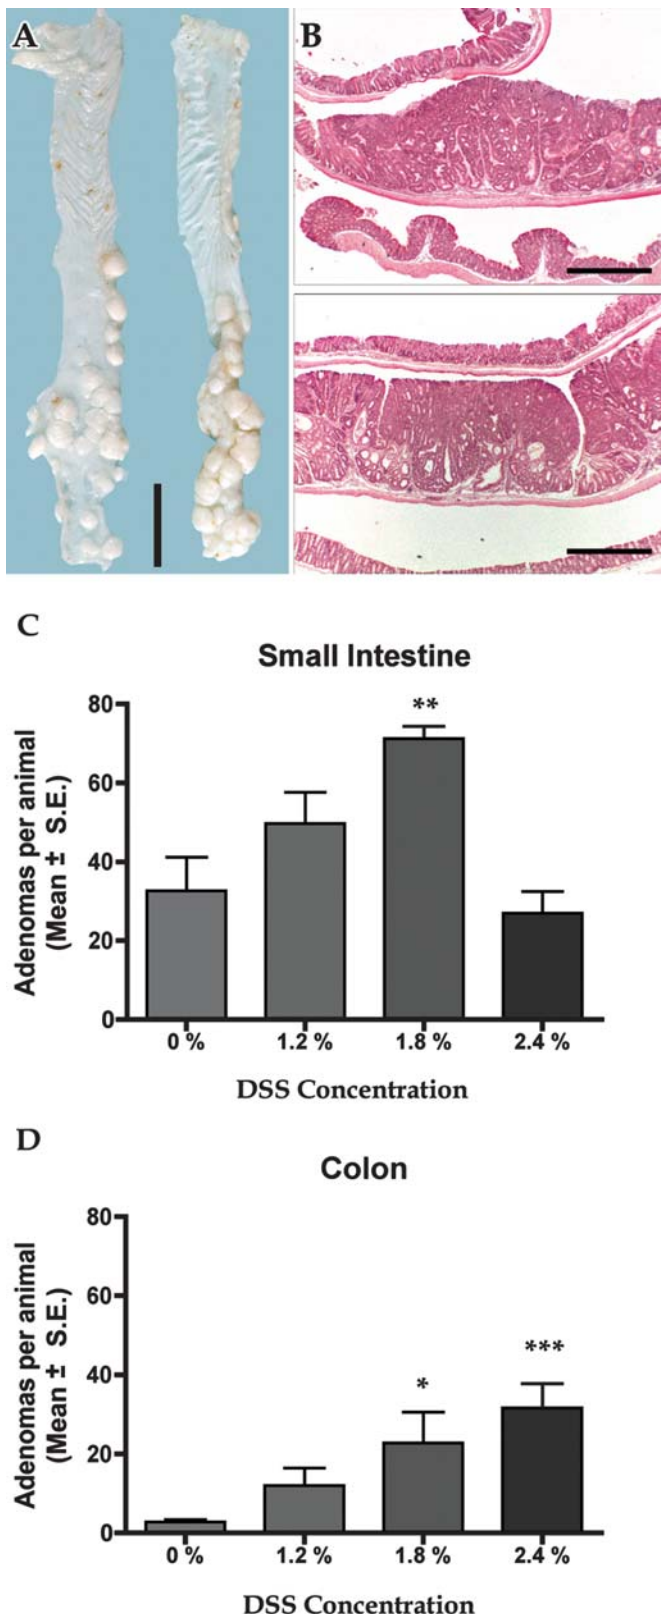 A
B
C
Small Intestine
Adenomas per animal
(Mean ± S.E.)
80
60
40
20
0
**
0 %
1.2 %
1.8 %
2.4 %
DSS Concentration
D
Colon
Adenomas per animal
(Mean ± S.E.)
80
60
40
20
0
*
***
0 %
1.2 %
1.8 %
2.4 %
DSS Concentration